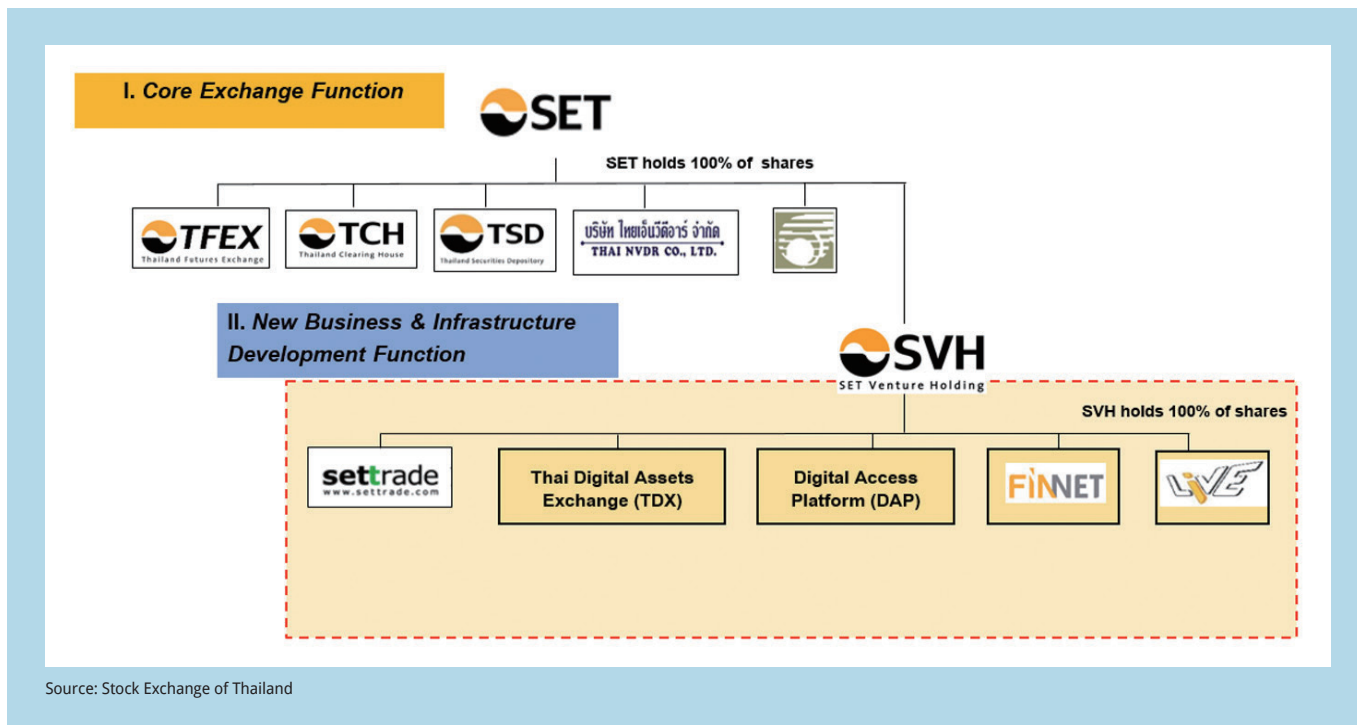 I. Core Exchange Function
SET
SET holds 100% of shares
TFEX
Thailand Futures Exchange
TCH
Thailand Clearing House
TSD
Thailand Securities Depository
บริษัท ไทยเอ็นวีดีอาร์ จำกัด
THAI NVDR CO., LTD.
II. New Business & Infrastructure
Development Function
SVH
SET Venture Holding
SVH holds 100% of shares
settrade
www.settrade.com
Thai Digital Assets
Exchange (TDX)
Digital Access
Platform (DAP)
FINNET
LiVE
Source: Stock Exchange of Thailand